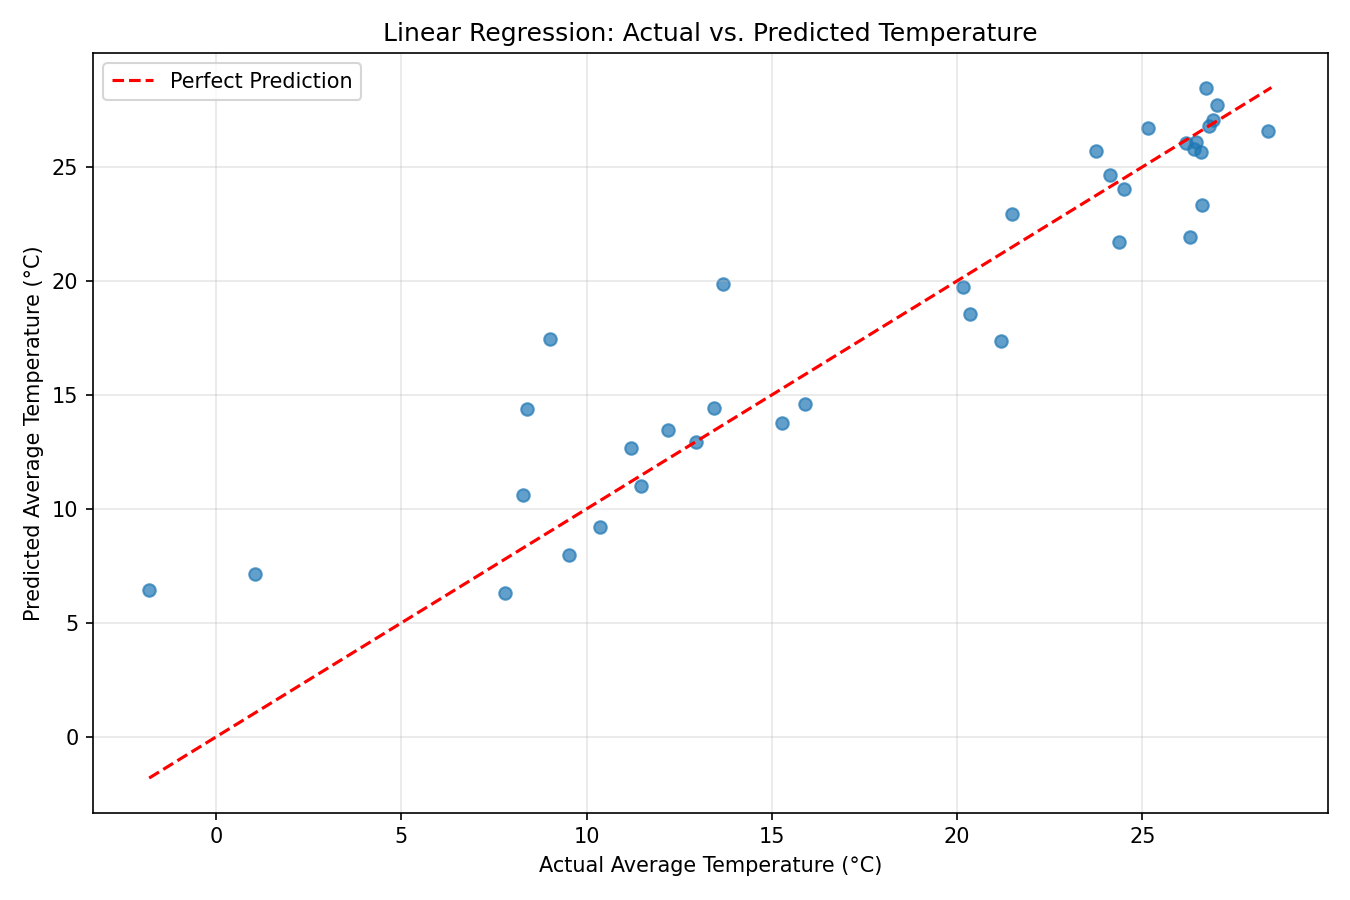 Linear Regression: Actual vs. Predicted Temperature
Perfect Prediction
Predicted Average Temperature (°C)
25
20
15
10
5
0
0 5 10 15 20 25
Actual Average Temperature (°C)